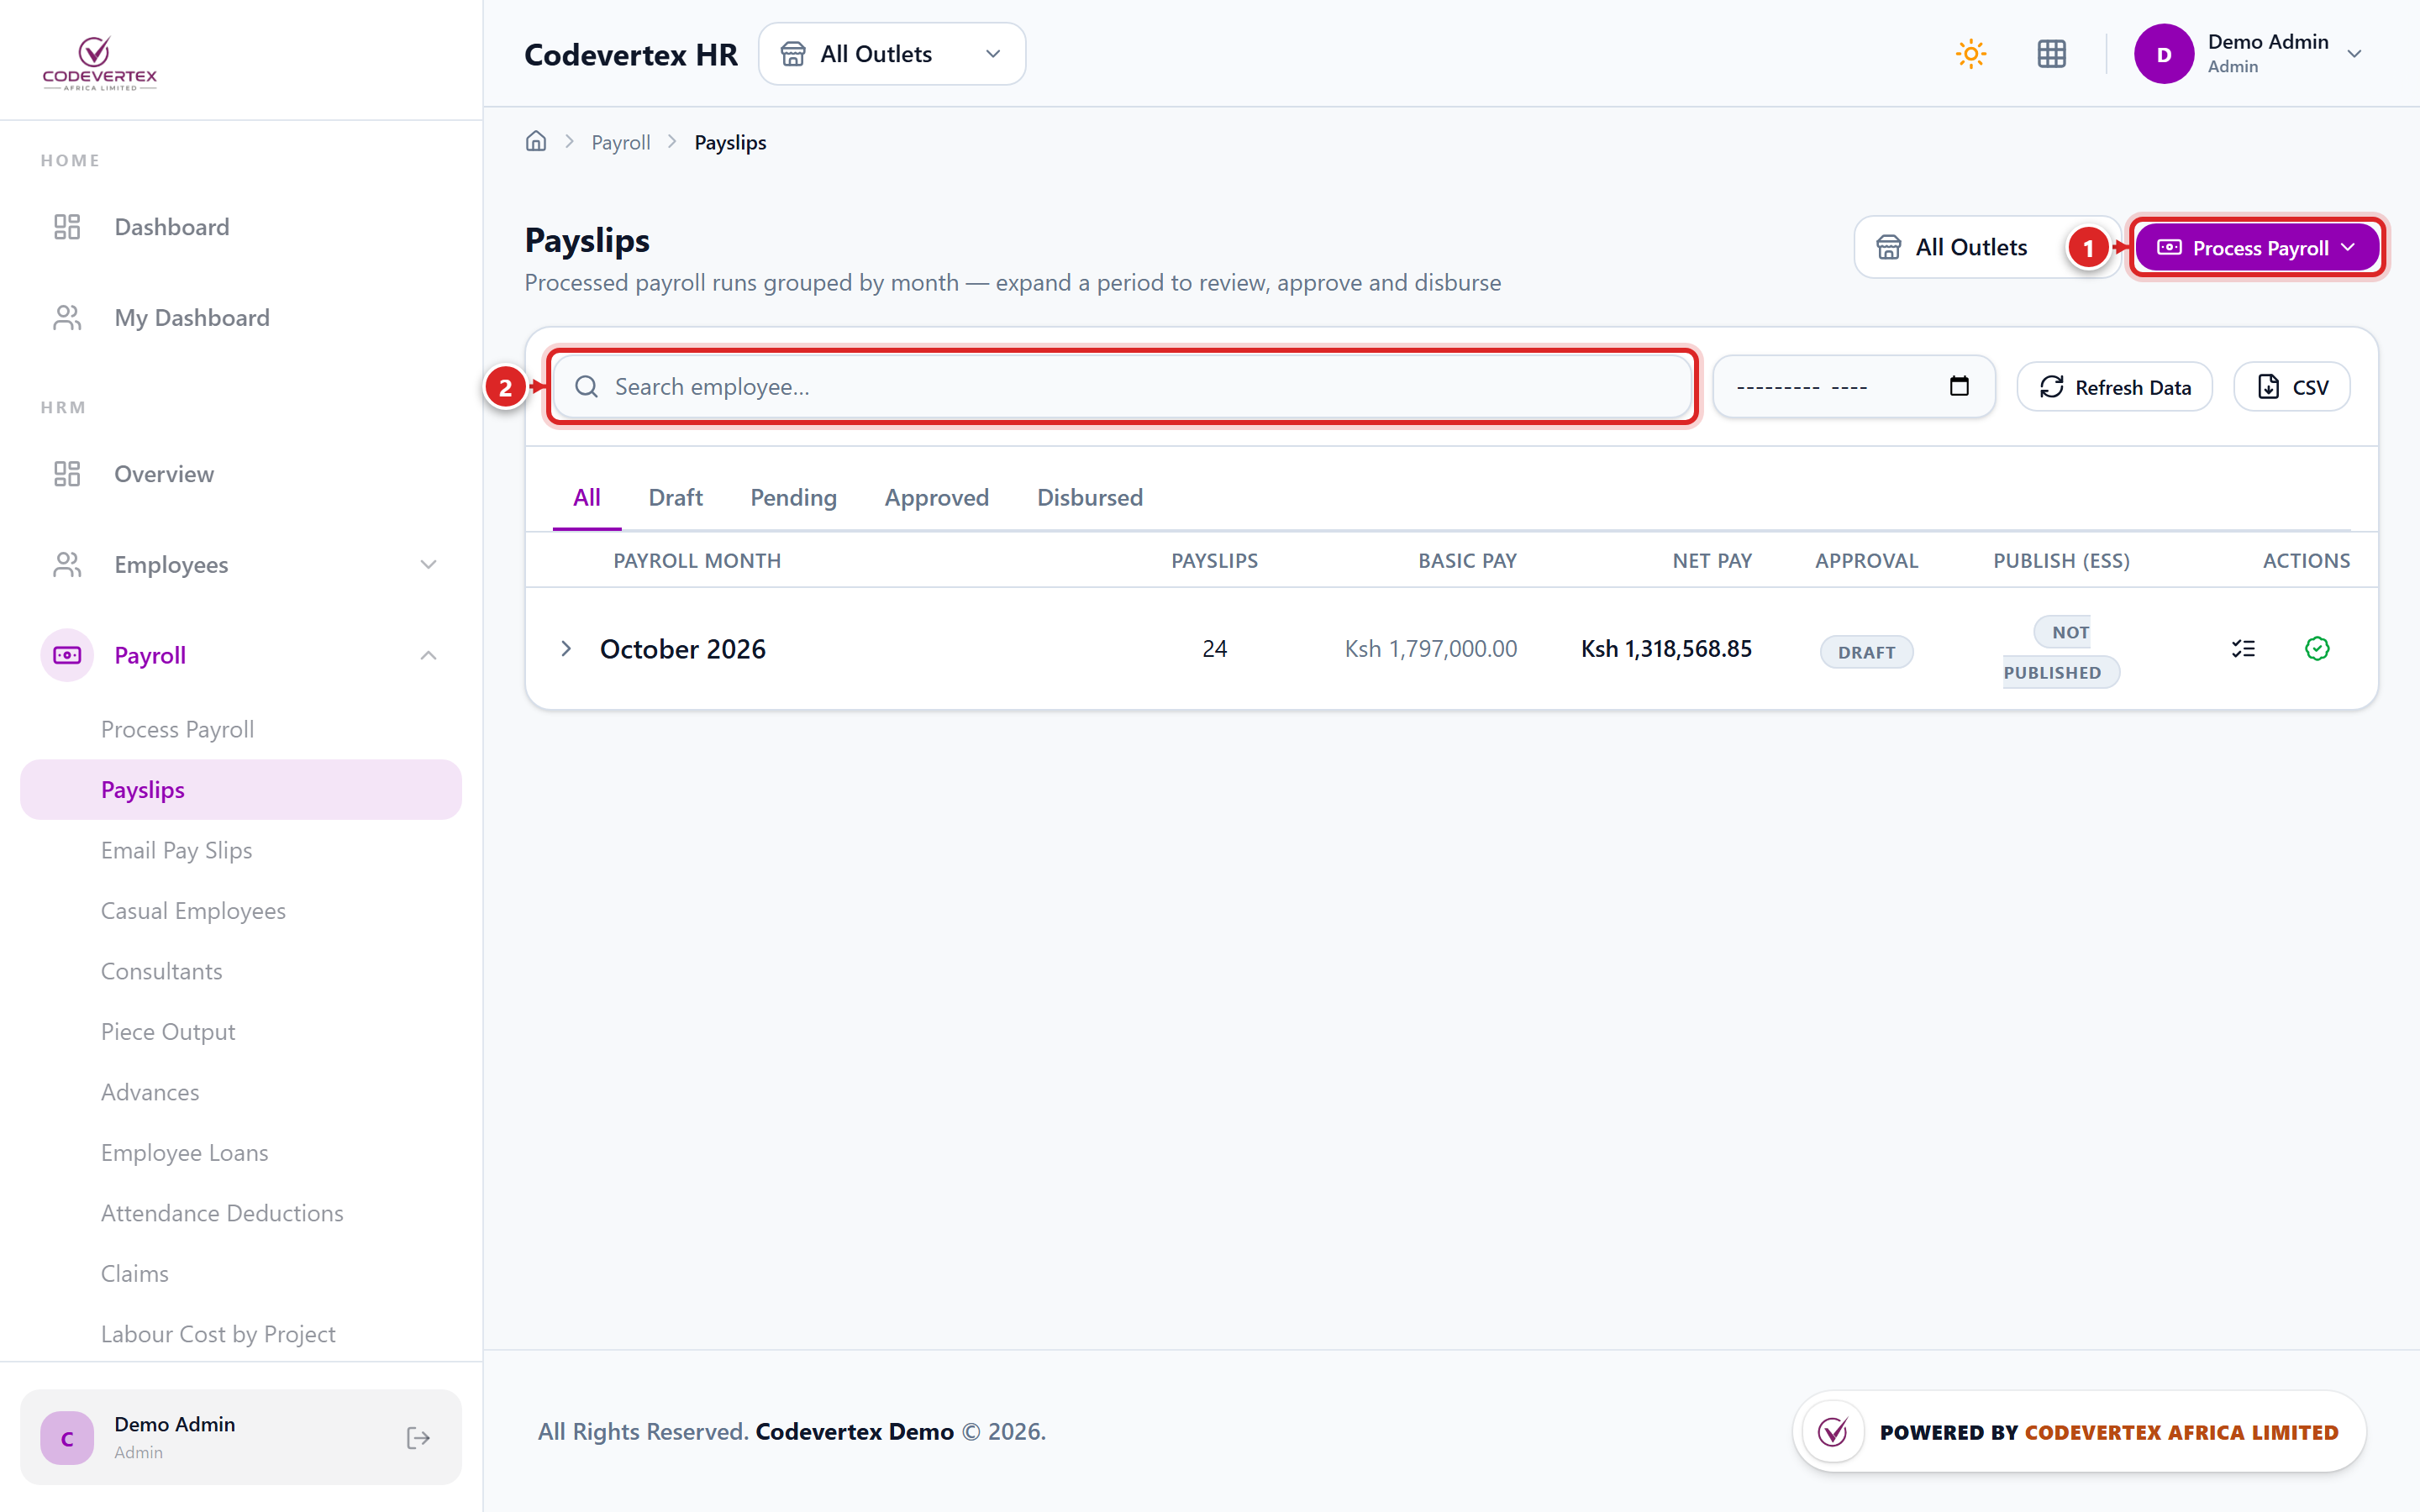 CODEVERTEX
AFRICA LIMITED
HOME
Dashboard
My Dashboard
HRM
Overview
Employees
Payroll
Process Payroll
Payslips
Email Pay Slips
Casual Employees
Consultants
Piece Output
Advances
Employee Loans
Attendance Deductions
Claims
Labour Cost by Project
C
Demo Admin
Admin
Codevertex HR
All Outlets
D
Demo Admin
Admin
Payroll
Payslips
Payslips
Processed payroll runs grouped by month — expand a period to review, approve and disburse
All Outlets
1
Process Payroll
2
Search employee...
--------- ----
Refresh Data
CSV
All
Draft
Pending
Approved
Disbursed
PAYROLL MONTH
PAYSLIPS
BASIC PAY
NET PAY
APPROVAL
PUBLISH (ESS)
ACTIONS
October 2026
24
Ksh 1,797,000.00
Ksh 1,318,568.85
DRAFT
NOT
PUBLISHED
All Rights Reserved. Codevertex Demo © 2026.
POWERED BY CODEVERTEX AFRICA LIMITED